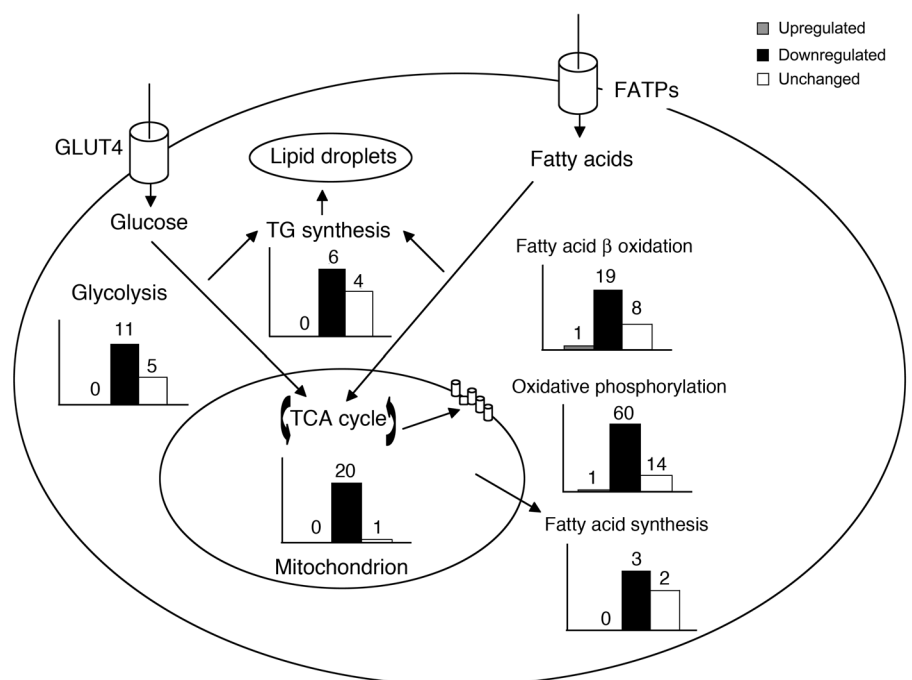 Upregulated
Downregulated
Unchanged
FATPs
GLUT4
Lipid droplets
Fatty acids
Glucose
TG synthesis
6
4
0
Fatty acid β oxidation
19
8
1
Glycolysis
11
5
0
Oxidative phosphorylation
60
14
1
TCA cycle
20
0
1
Mitochondrion
Fatty acid synthesis
3
2
0